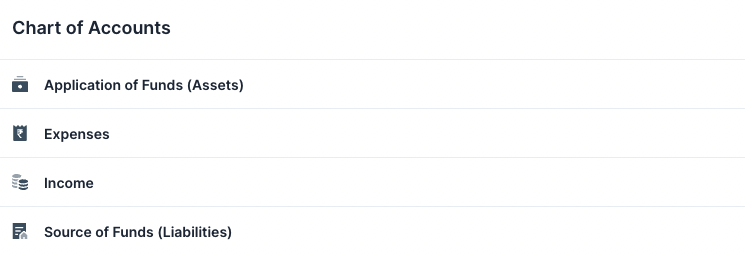 Chart of Accounts
Application of Funds (Assets)
₹
Expenses
Income
Source of Funds (Liabilities)